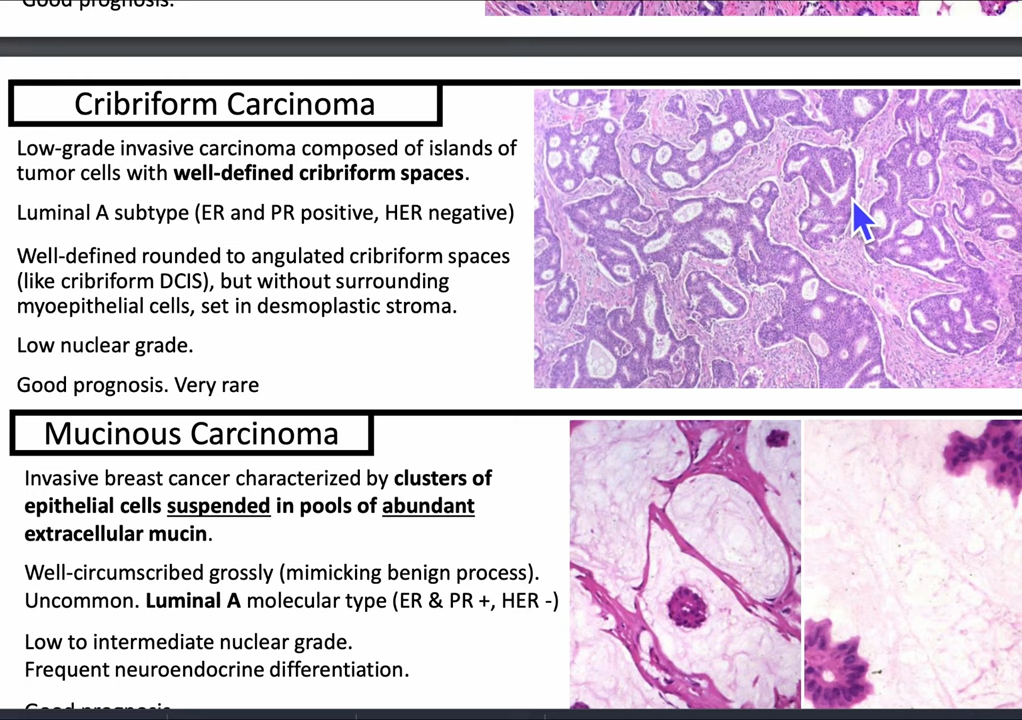 Good prognosis.
Cribriform Carcinoma
Low-grade invasive carcinoma composed of islands of
tumor cells with well-defined cribriform spaces.
Luminal A subtype (ER and PR positive, HER negative)
Well-defined rounded to angulated cribriform spaces
(like cribriform DCIS), but without surrounding
myoepithelial cells, set in desmoplastic stroma.
Low nuclear grade.
Good prognosis. Very rare
Mucinous Carcinoma
Invasive breast cancer characterized by clusters of
epithelial cells suspended in pools of abundant
extracellular mucin.
Well-circumscribed grossly (mimicking benign process).
Uncommon. Luminal A molecular type (ER & PR +, HER -)
Low to intermediate nuclear grade.
Frequent neuroendocrine differentiation.
Good prognosis